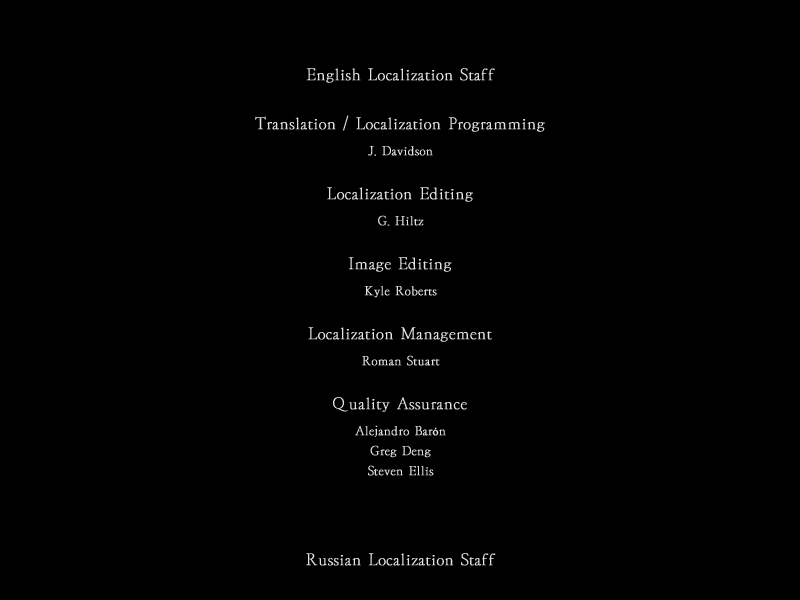 English Localization Staff
Translation / Localization Programming
J. Davidson
Localization Editing
G. Hiltz
Image Editing
Kyle Roberts
Localization Management
Roman Stuart
Quality Assurance
Alejandro Barón
Greg Deng
Steven Ellis
Russian Localization Staff